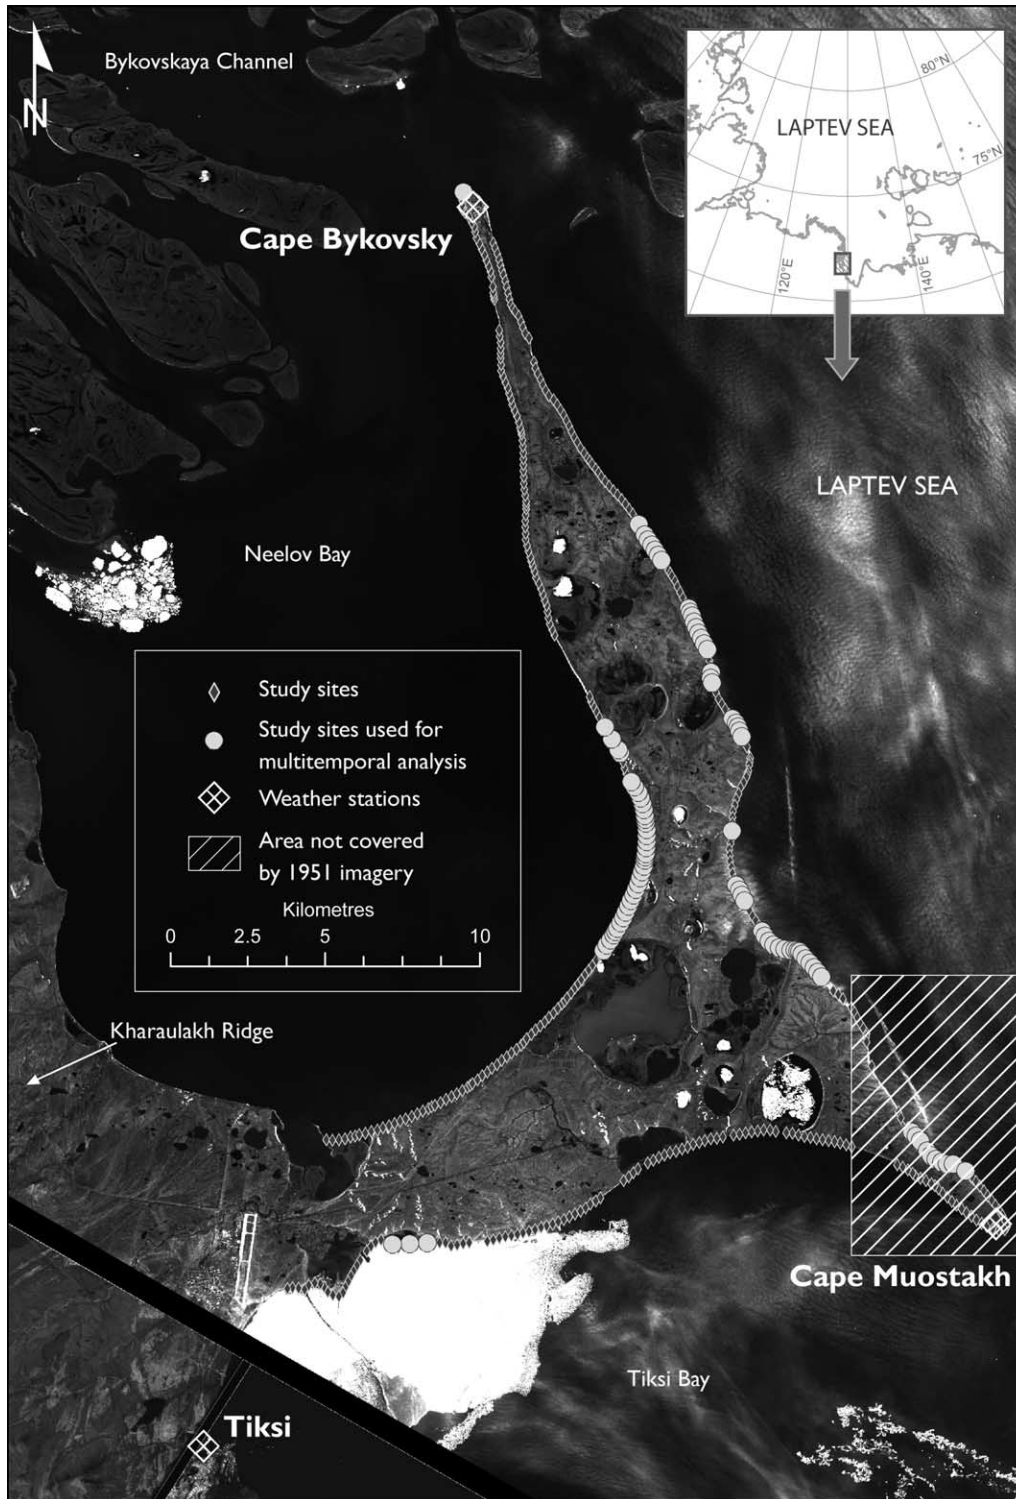 Bykovskaya Channel
N
80°N
LAPTEV SEA
75°N
120°E
140°E
Cape Bykovsky
LAPTEV SEA
Neelov Bay
Study sites
Study sites used for
multitemporal analysis
Weather stations
Area not covered
by 1951 imagery
Kilometres
0 2.5 5 10
Kharaulakh Ridge
Cape Muostakh
Tiksi Bay
Tiksi